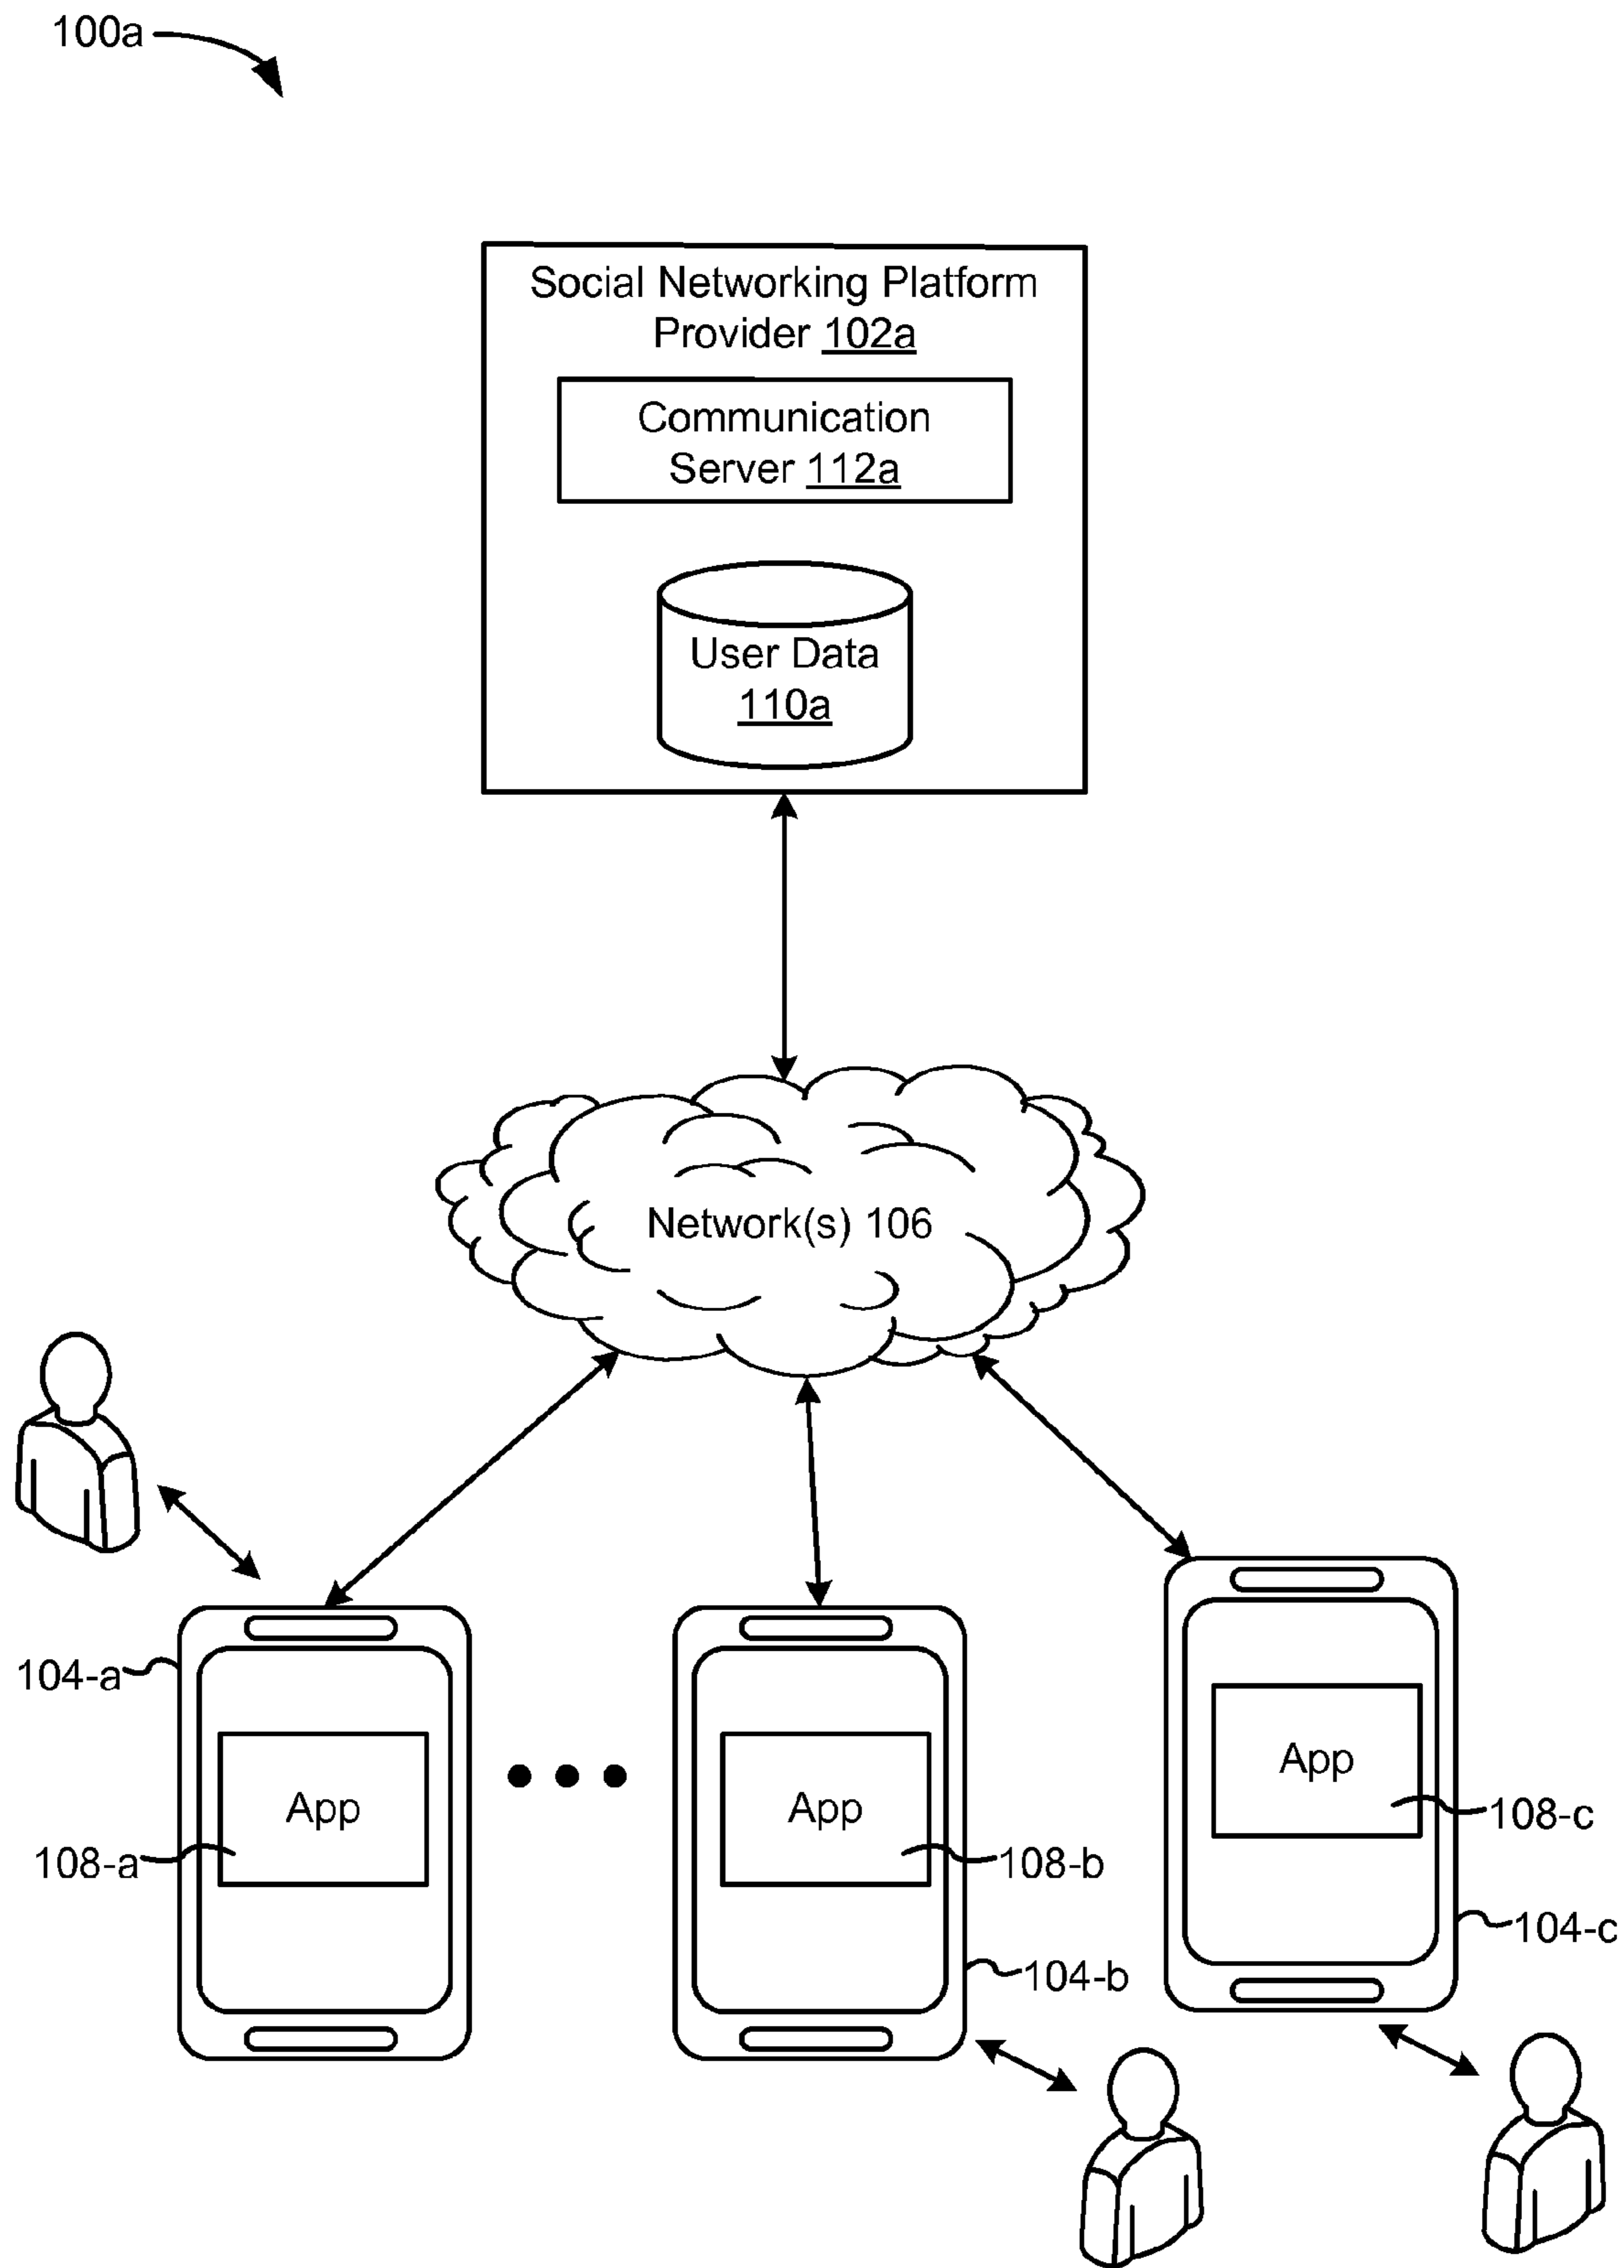 100a
Social Networking Platform
Provider 102a
Communication
Server 112a
User Data
110a
Network(s) 106
104-a
App
108-a
App
108-b
104-b
App
108-c
104-c